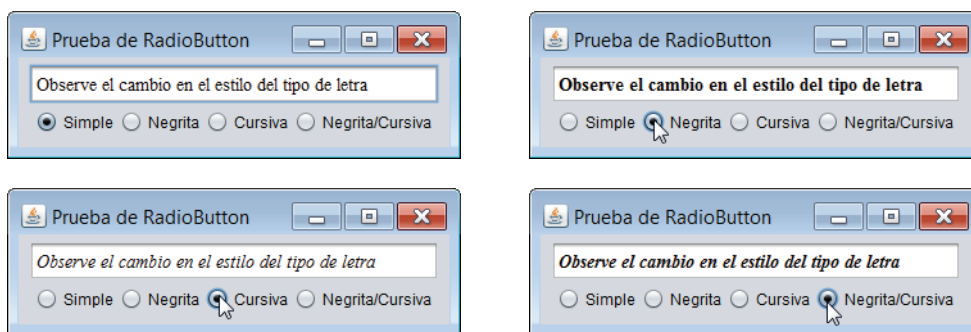 Prueba de RadioButton
Observe el cambio en el estilo del tipo de letra
Simple Negrita Cursiva Negrita/Cursiva
Prueba de RadioButton
Observe el cambio en el estilo del tipo de letra
Simple Negrita Cursiva Negrita/Cursiva
Prueba de RadioButton
Observe el cambio en el estilo del tipo de letra
Simple Negrita Cursiva Negrita/Cursiva
Prueba de RadioButton
Observe el cambio en el estilo del tipo de letra
Simple Negrita Cursiva Negrita/Cursiva